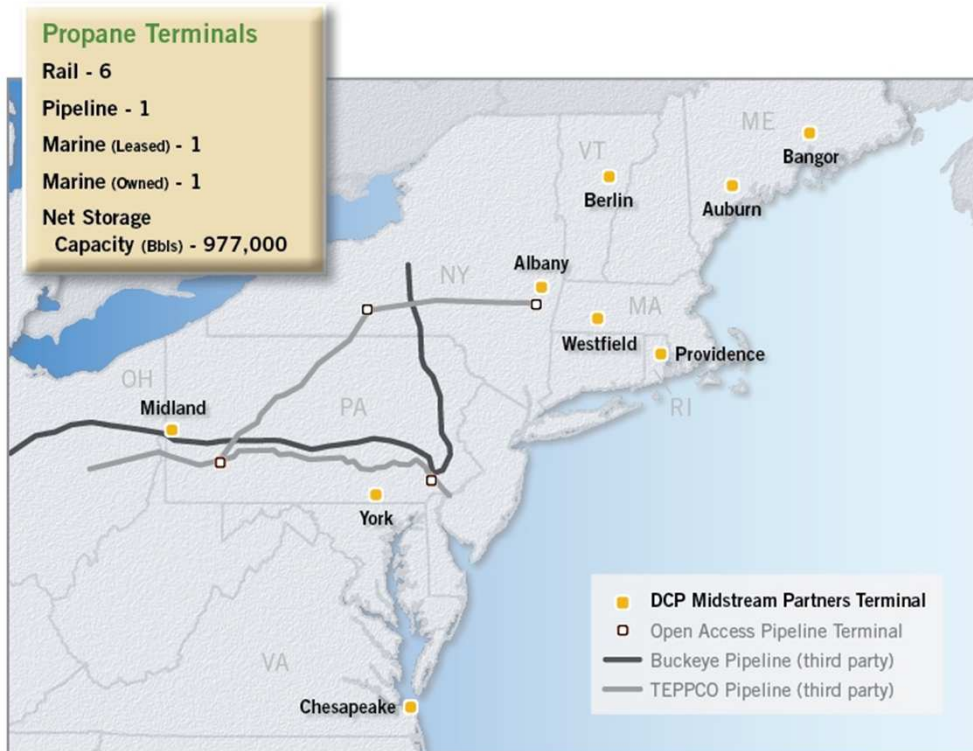 Propane Terminals
Rail - 6
Pipeline - 1
Marine (Leased) - 1
Marine (Owned) - 1
Net Storage
Capacity (Bbls) - 977,000
ME
Bangor
VT
Berlin
Auburn
Albany
NY
MA
Westfield
Providence
OH
Midland
PA
RI
York
VA
Chesapeake
DCP Midstream Partners Terminal
Open Access Pipeline Terminal
Buckeye Pipeline (third party)
TEPPCO Pipeline (third party)